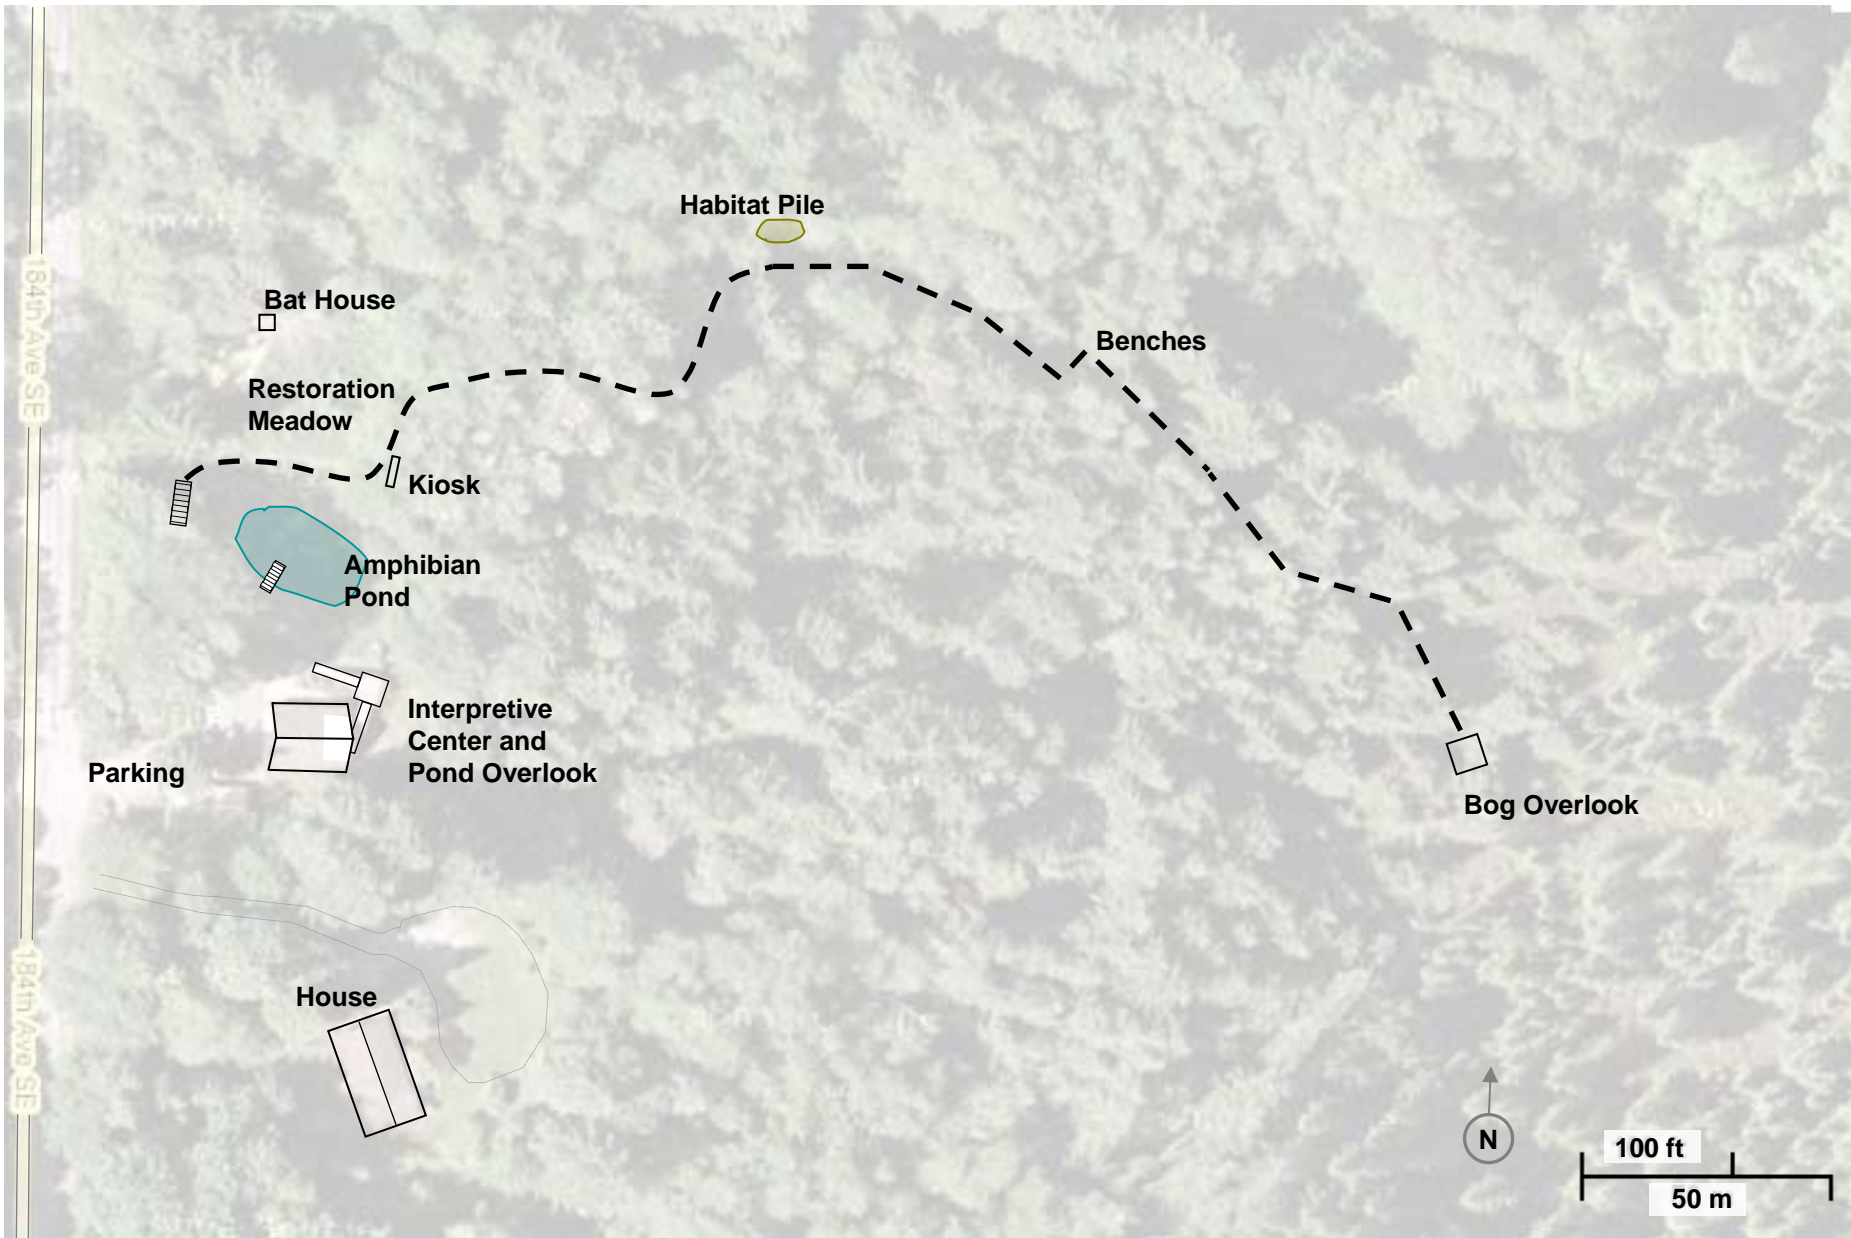 Habitat Pile
184th Ave SE
Bat House
Benches
Restoration
Meadow
Kiosk
Amphibian
Pond
Interpretive
Center and
Pond Overlook
Parking
Bog Overlook
184th Ave SE
House
N
100 ft
50 m